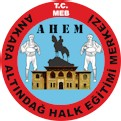 T.C.
MEB
ANKARA ALTINDAĞ HALK EĞİTİMİ MERKEZİ
AHEM